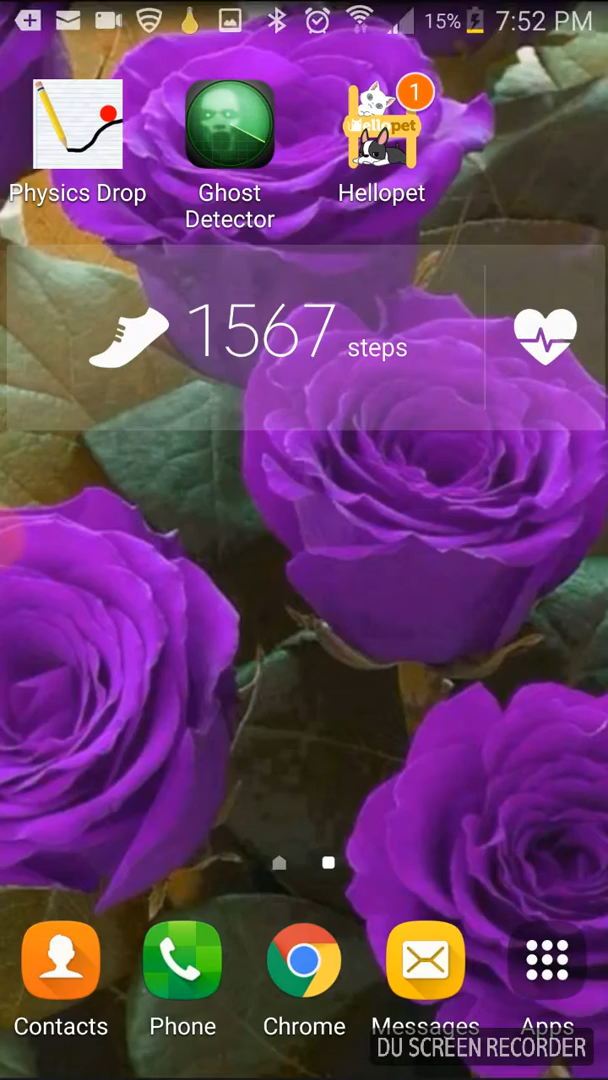 15% 7:52 PM
1
Hellopet
Physics Drop
Ghost
Detector
Hellopet
1567 steps
Contacts
Phone
Chrome
Messages
Apps
DU SCREEN RECORDER